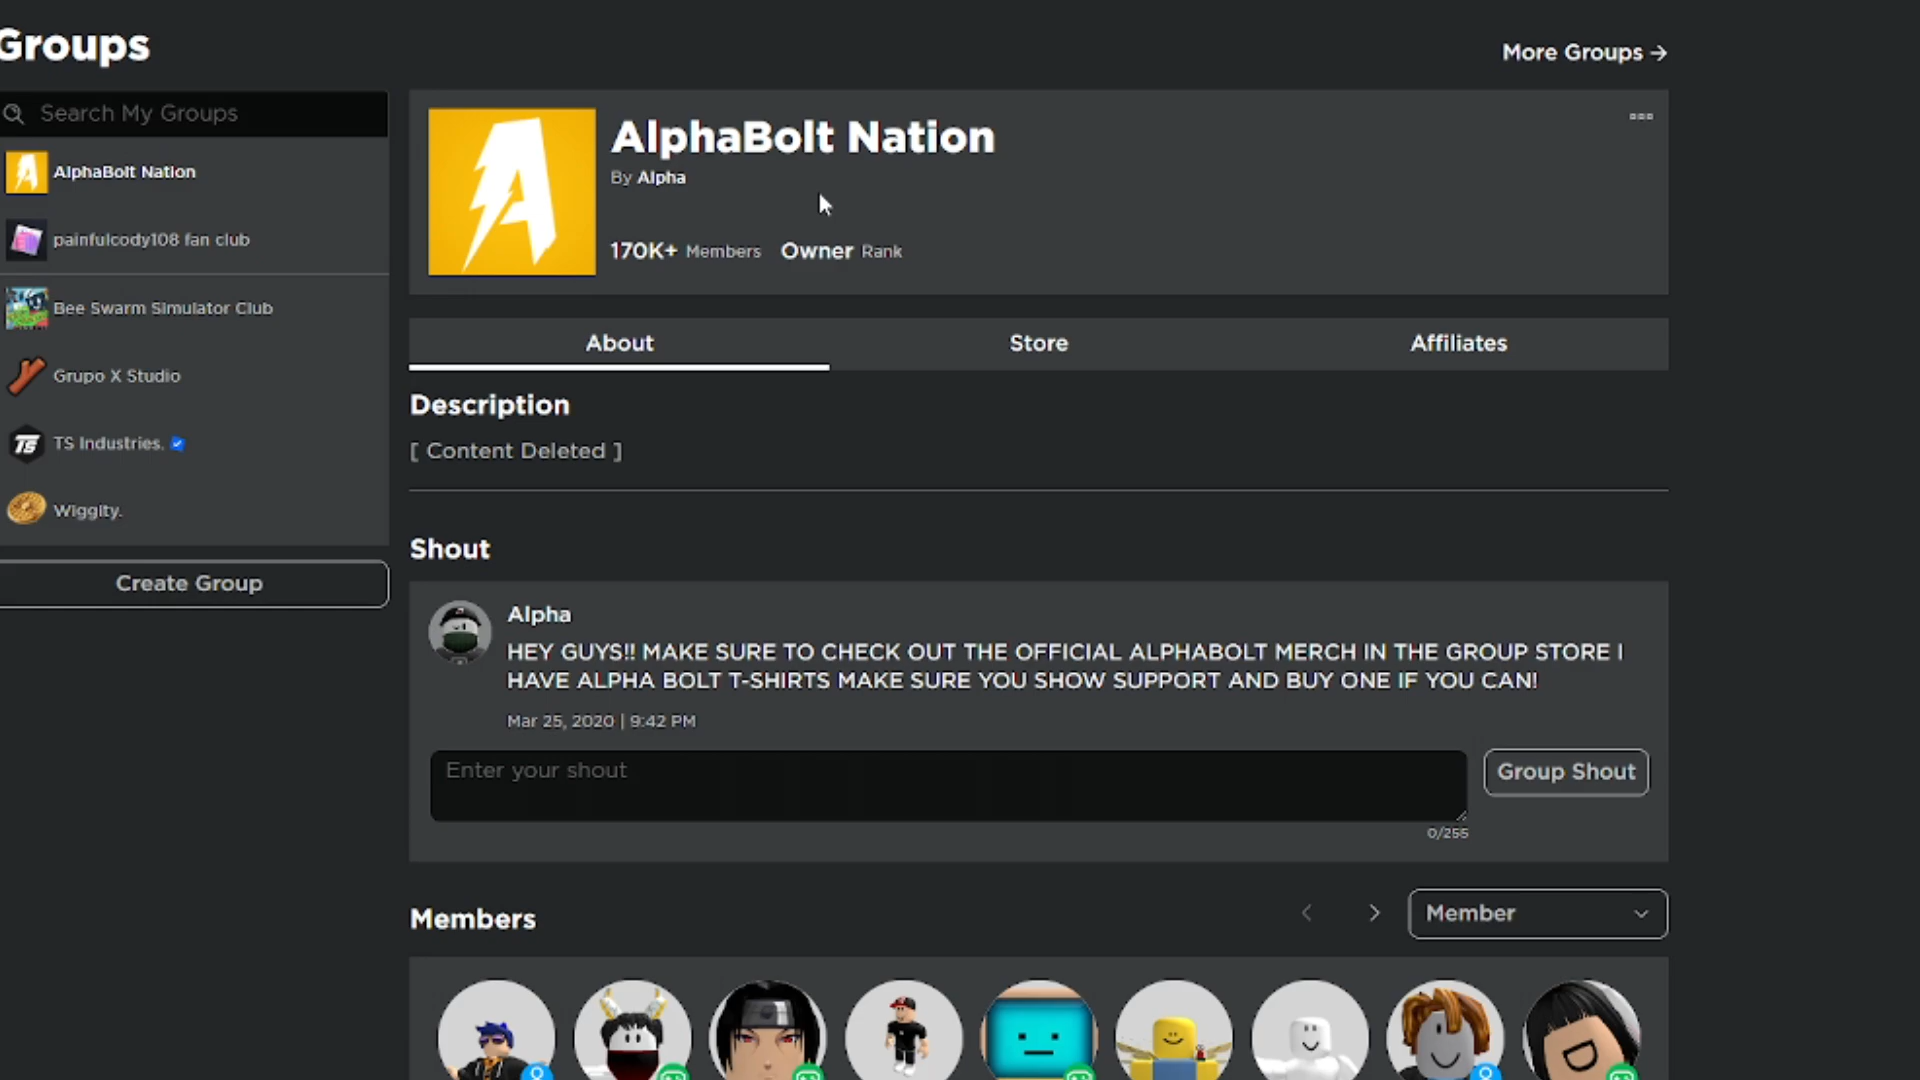 Groups
More Groups →
Search My Groups
AlphaBolt Nation
painfulcody108 fan club
Bee Swarm Simulator Club
Grupo X Studio
TS Industries.
Wiggity.
Create Group
AlphaBolt Nation
By Alpha
170K+ Members Owner Rank
About Store Affiliates
Description
[ Content Deleted ]
Shout
Alpha
HEY GUYS!! MAKE SURE TO CHECK OUT THE OFFICIAL ALPHABOLT MERCH IN THE GROUP STORE I
HAVE ALPHA BOLT T-SHIRTS MAKE SURE YOU SHOW SUPPORT AND BUY ONE IF YOU CAN!
Mar 25, 2020 | 9:42 PM
Enter your shout
Group Shout
0/255
Members
Member